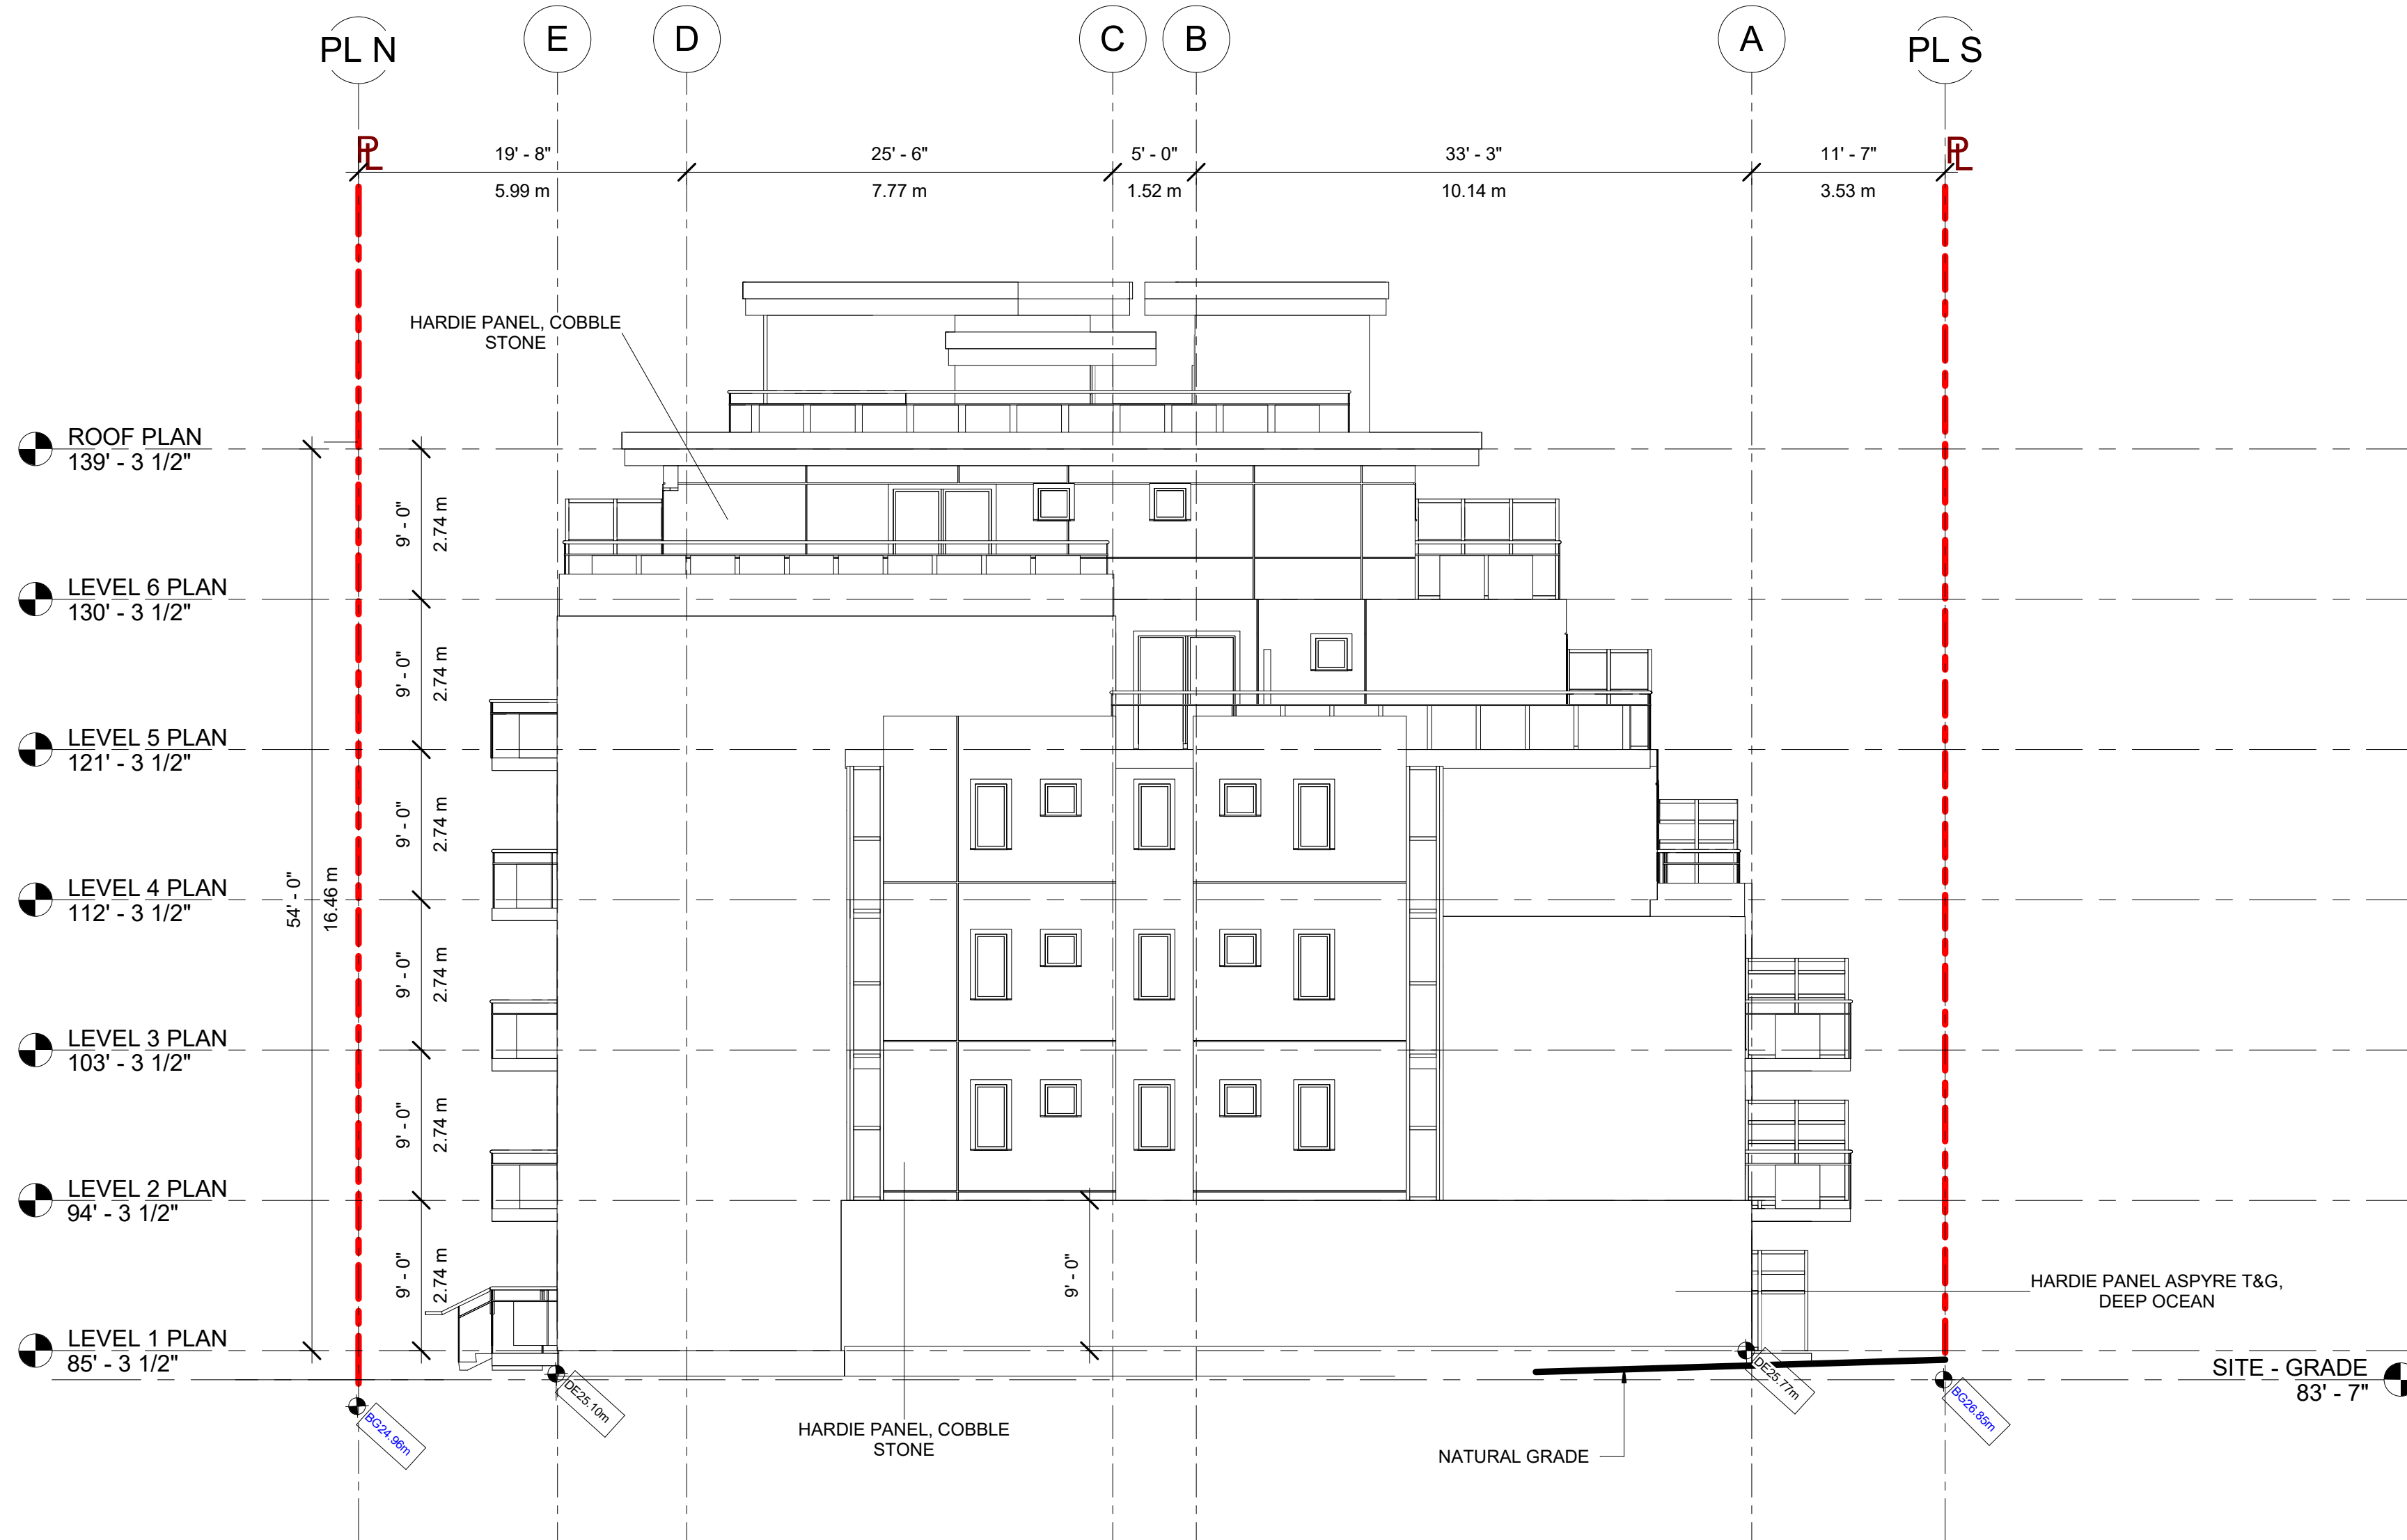 PL N
E
D
C
B
A
PL S
PL
PL
19' - 8"
25' - 6"
5' - 0"
33' - 3"
11' - 7"
5.99 m
7.77 m
1.52 m
10.14 m
3.53 m
HARDIE PANEL, COBBLE
STONE
ROOF PLAN
139' - 3 1/2"
9' - 0"
2.74 m
LEVEL 6 PLAN
130' - 3 1/2"
9' - 0"
2.74 m
LEVEL 5 PLAN
121' - 3 1/2"
9' - 0"
2.74 m
LEVEL 4 PLAN
112' - 3 1/2"
54' - 0"
16.46 m
9' - 0"
2.74 m
LEVEL 3 PLAN
103' - 3 1/2"
9' - 0"
2.74 m
LEVEL 2 PLAN
94' - 3 1/2"
9' - 0"
2.74 m
9' - 0"
HARDIE PANEL ASPYRE T&G,
DEEP OCEAN
LEVEL 1 PLAN
85' - 3 1/2"
SITE - GRADE
83' - 7"
BG24.96m
DE25.10m
DE25.77m
BG26.85m
HARDIE PANEL, COBBLE
STONE
NATURAL GRADE